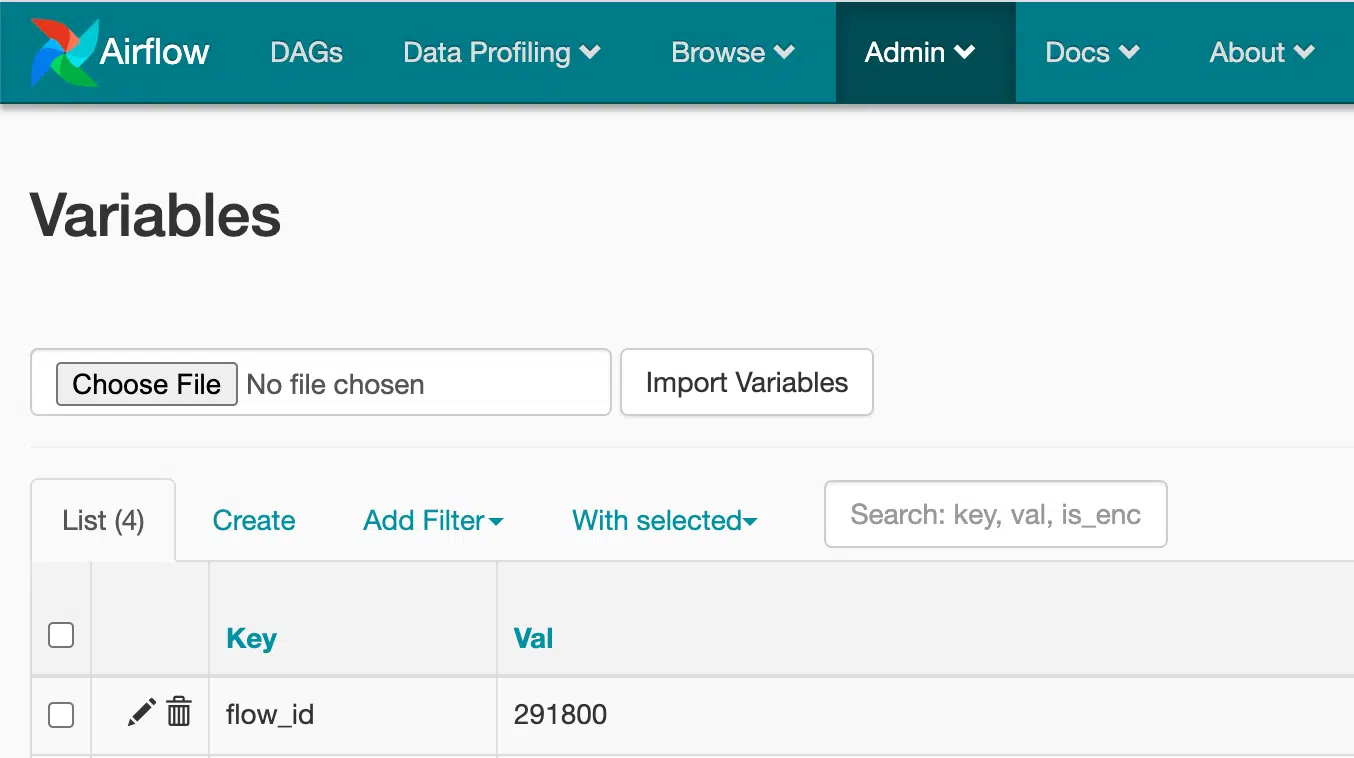 Airflow DAGs Data Profiling Browse Admin Docs About
Variables
Choose File No file chosen Import Variables
List (4) Create Add Filter With selected Search: key, val, is_enc
Key Val
flow_id 291800